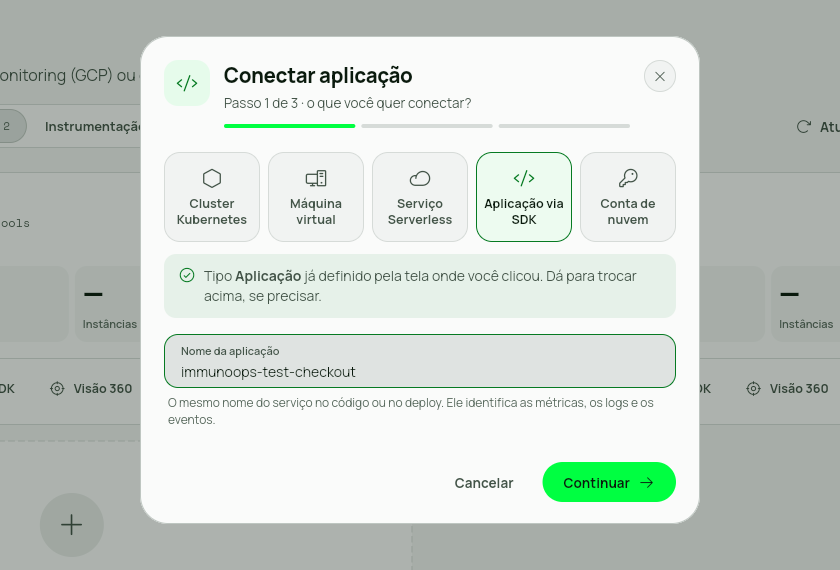 onitoring (GCP) ou
Conectar aplicação
Passo 1 de 3 · o que você quer conectar?
2
Instrumentaçã
Atu
Cluster
Kubernetes
Máquina
virtual
Serviço
Serverless
Aplicação via
SDK
Conta de
nuvem
ools
Tipo Aplicação já definido pela tela onde você clicou. Dá para trocar
acima, se precisar.
Instâncias
Instâncias
Nome da aplicação
immunoops-test-checkout
DK
Visão 360
DK
Visão 360
O mesmo nome do serviço no código ou no deploy. Ele identifica as métricas, os logs e os
eventos.
Cancelar
Continuar